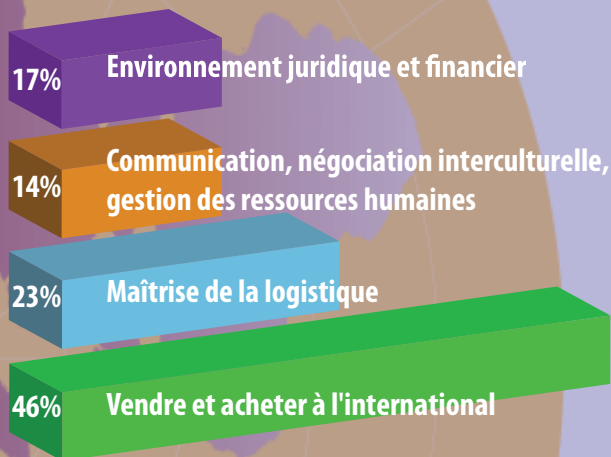 17% Environnement juridique et financier
14% Communication, négociation interculturelle,
gestion des ressources humaines
23% Maîtrise de la logistique
46% Vendre et acheter à l'international